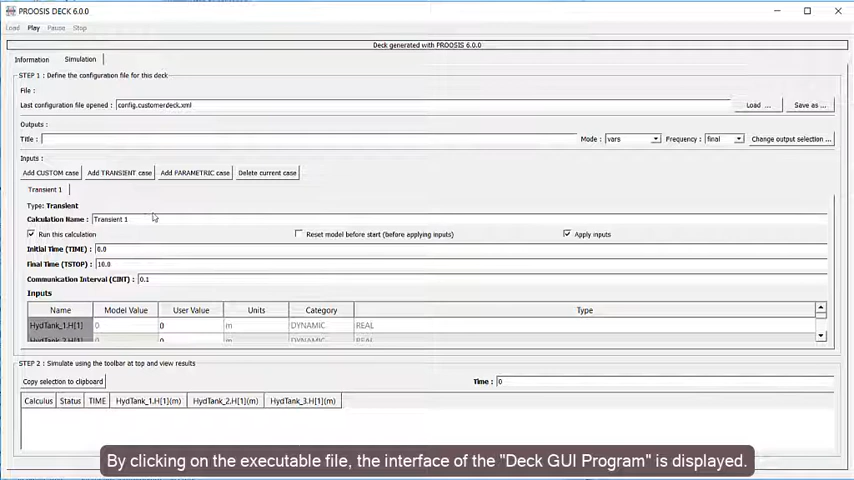 PROOSIS DECK 6.0.0
Load Play Pause Stop
Deck generated with PROOSIS 6.0.0
Information Simulation
STEP 1 : Define the configuration file for this deck
File :
Last configuration file opened : config.customerdeck.xml Load ... Save as ...
Outputs :
Title : Mode : vars Frequency : final Change output selection ...
Inputs :
Add CUSTOM case Add TRANSIENT case Add PARAMETRIC case Delete current case
Transient 1
Type: Transient
Calculation Name : Transient 1
Run this calculation Reset model before start (before applying inputs) Apply inputs
Initial Time (TIME) : 0.0
Final Time (TSTOP) : 10.0
Communication Interval (CINT) : 0.1
Inputs
Name Model Value User Value Units Category Type
HydTank_1.H[1] 0 0 m DYNAMIC REAL
HydTank_2.H[1] 0 0 m DYNAMIC REAL
STEP 2 : Simulate using the toolbar at top and view results
Copy selection to clipboard Time : 0
Calculus Status TIME HydTank_1.H[1](m) HydTank_2.H[1](m) HydTank_3.H[1](m)
By clicking on the executable file, the interface of the "Deck GUI Program" is displayed.